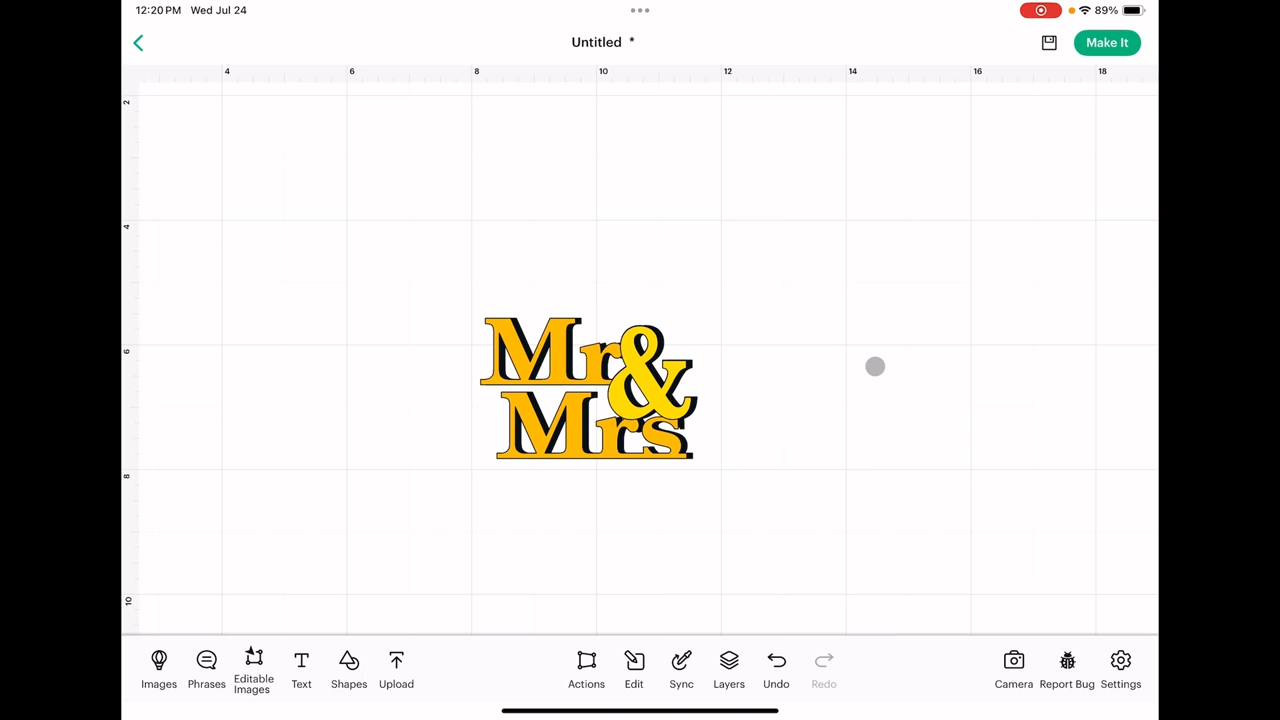 12:20 PM Wed Jul 24
89%
Untitled *
Make It
4 6 8 10 12 14 16 18
2
4
6
8
10
Mr &
Mrs
Images Phrases Editable Images Text Shapes Upload Actions Edit Sync Layers Undo Redo Camera Report Bug Settings